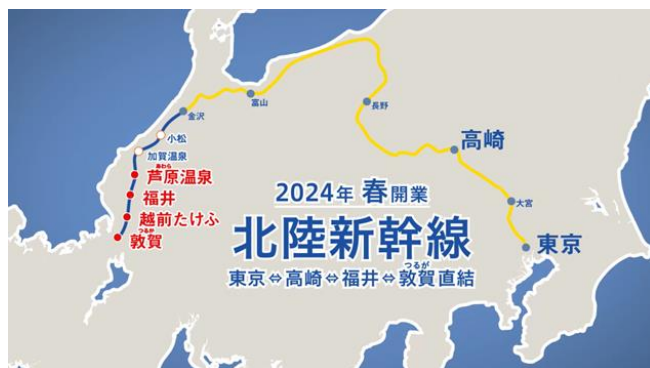 金沢
富山
長野
高崎
大宮
東京
小松
加賀温泉
あわら
芦原温泉
福井
越前たけふ
つるが
敦賀
2024年 春開業
北陸新幹線
つるが
東京⇔高崎⇔福井⇔敦賀直結